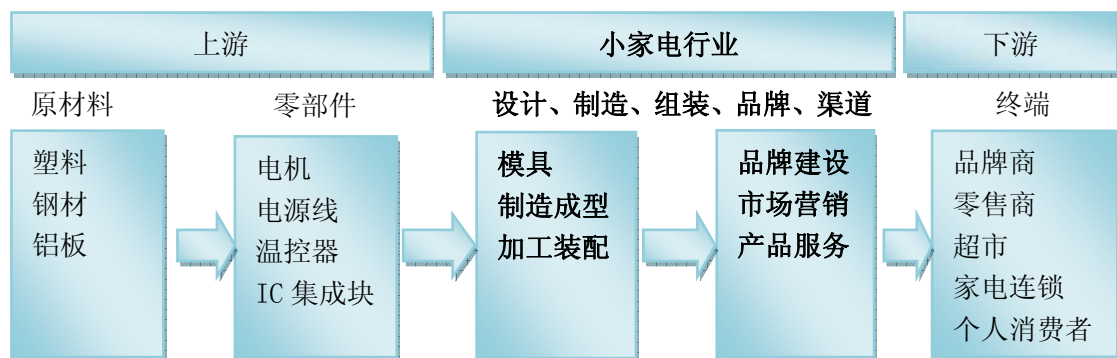 上游
小家电行业
下游
原材料
零部件
设计、制造、组装、品牌、渠道
终端
塑料
钢材
铝板
电机
电源线
温控器
IC 集成块
模具
制造成型
加工装配
品牌建设
市场营销
产品服务
品牌商
零售商
超市
家电连锁
个人消费者